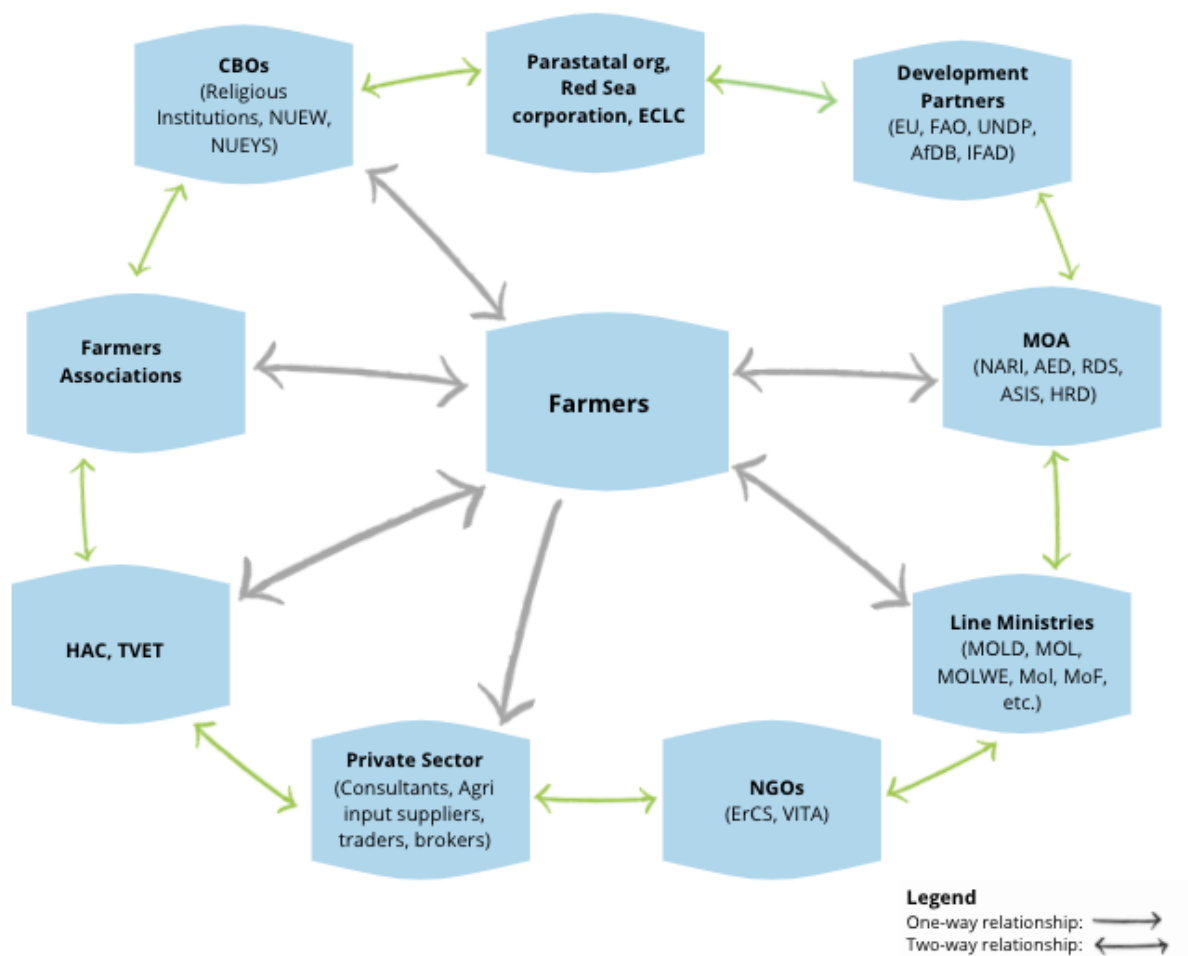 CBOs
(Religious
Institutions, NUEW,
NUEYS)
Parastatal org,
Red Sea
corporation, ECLC
Development
Partners
(EU, FAO, UNDP,
AfDB, IFAD)
Farmers
Associations
Farmers
MOA
(NARI, AED, RDS,
ASIS, HRD)
HAC, TVET
Line Ministries
(MOLD, MOL,
MOLWE, MoI, MoF,
etc.)
Private Sector
(Consultants, Agri
input suppliers,
traders, brokers)
NGOs
(ErCS, VITA)
Legend
One-way relationship:
Two-way relationship: